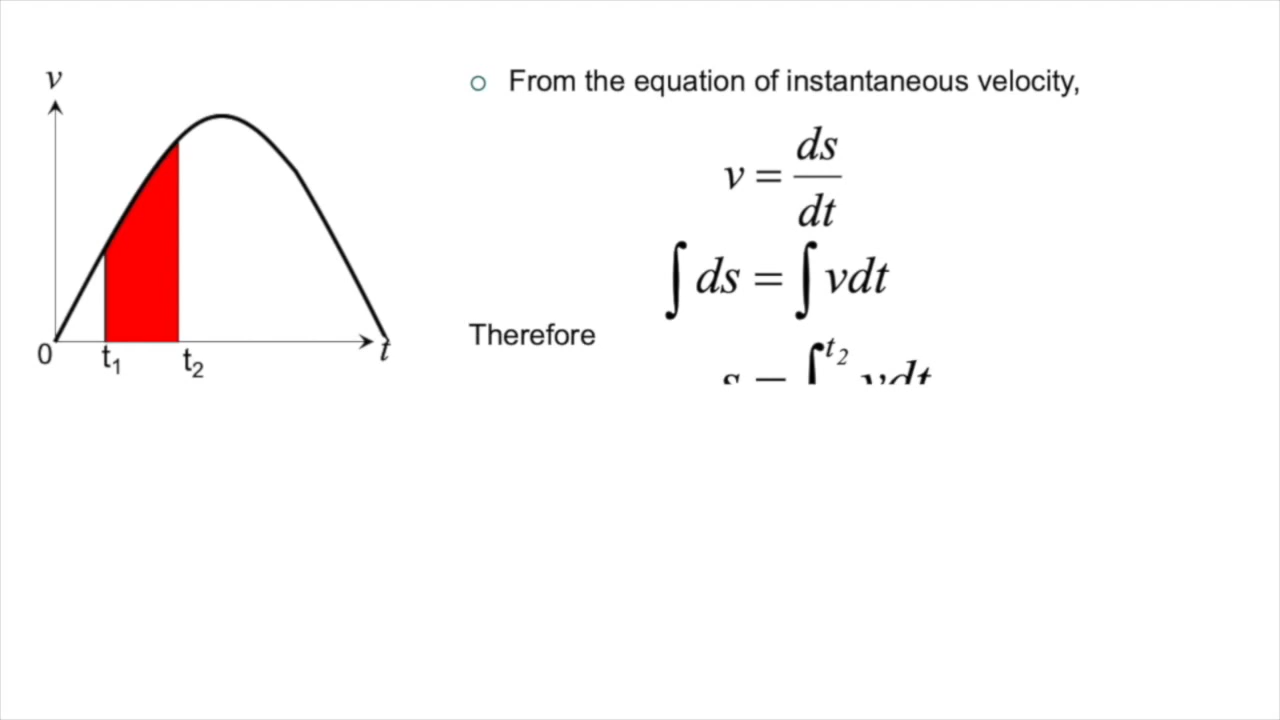 v
0
t₁
t₂
t
○ From the equation of instantaneous velocity,
v = ds/dt
∫ ds = ∫ vdt
Therefore
s = ∫ t₂ vdt